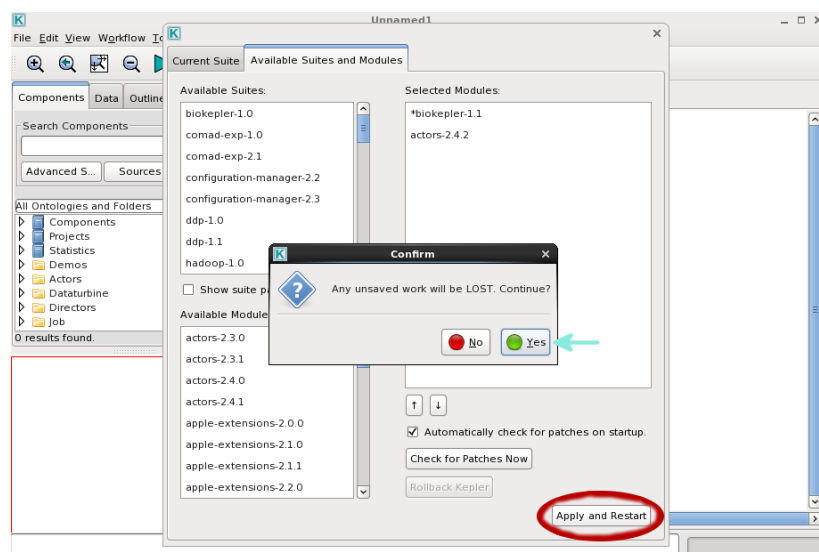 Unnamed1
File Edit View Workflow
Components Data Outline
Search Components
Advanced S... Sources
All Ontologies and Folders
Components
Projects
Statistics
Demos
Actors
Dataturbine
Directors
Job
0 results found.
Current Suite Available Suites and Modules
Available Suites:
biokepler-1.0
comad-exp-1.0
comad-exp-2.1
configuration-manager-2.2
configuration-manager-2.3
ddp-1.0
ddp-1.1
hadoop-1.0
Show suite
Available Module
actors-2.3.0
actors-2.3.1
actors-2.4.0
actors-2.4.1
apple-extensions-2.0.0
apple-extensions-2.1.0
apple-extensions-2.1.1
apple-extensions-2.2.0
Selected Modules:
*biokepler-1.1
actors-2.4.2
Automatically check for patches on startup.
Check for Patches Now
Rollback Kepler
Apply and Restart
Confirm
Any unsaved work will be LOST. Continue?
No Yes